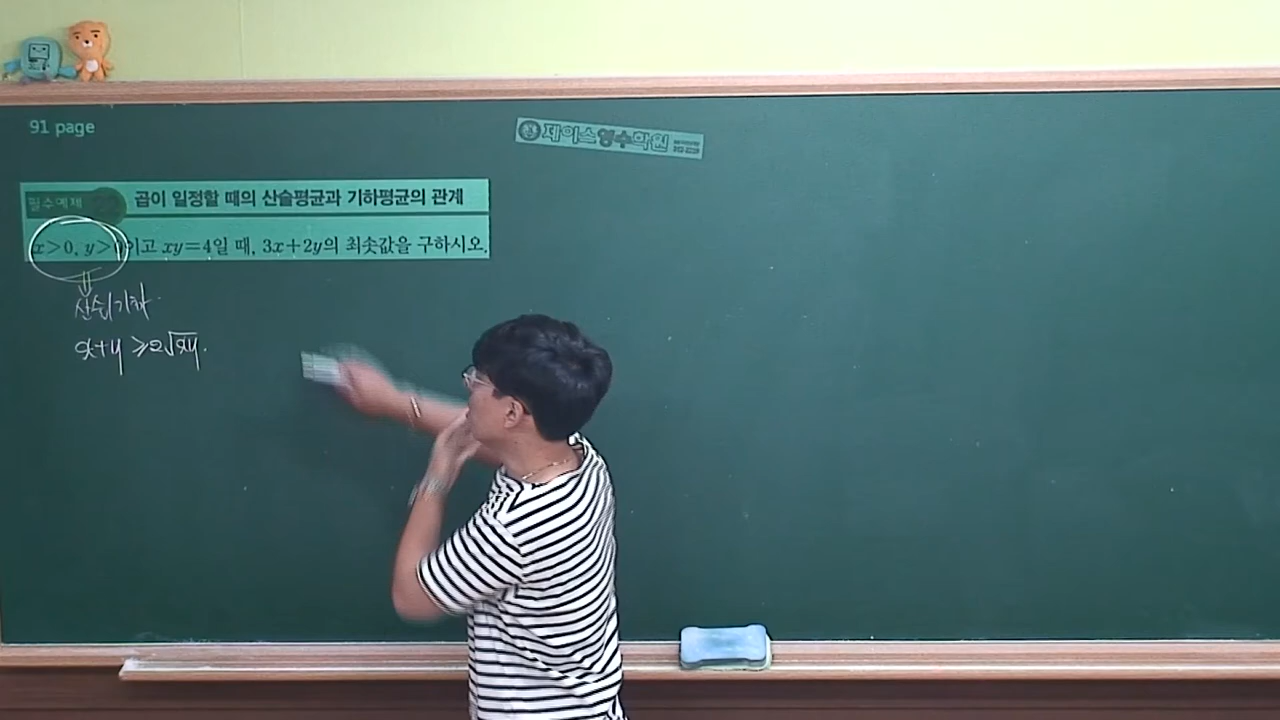 91 page
제이스영수학원
필수예제 곱이 일정할 때의 산술평균과 기하평균의 관계
x>0, y>0이고 xy=4일 때, 3x+2y의 최솟값을 구하시오.
산술기하
x+y ≥2√xy.